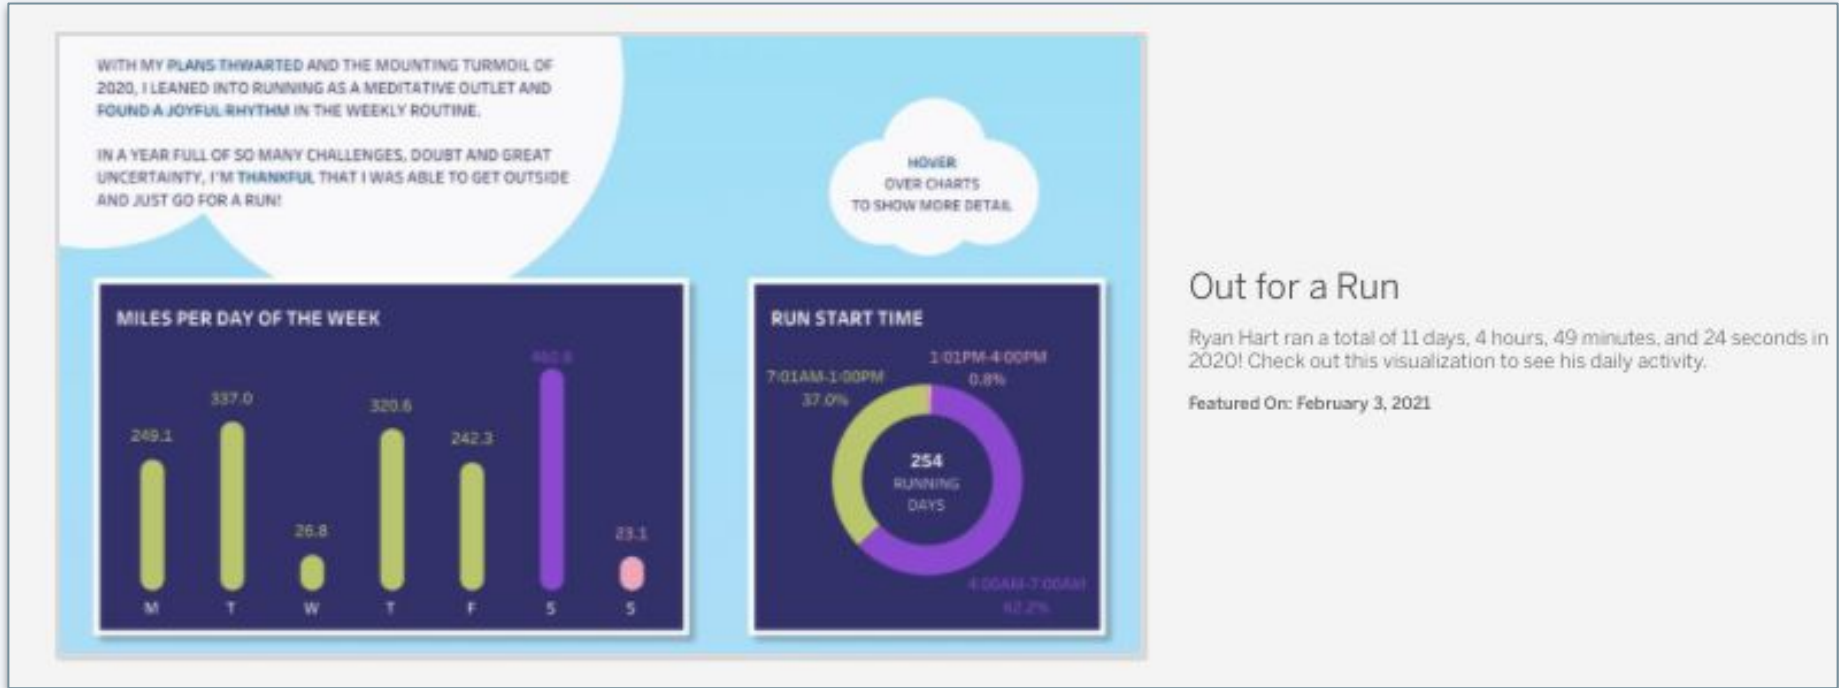 WITH MY PLANS THWARTED AND THE MOUNTING TURMOIL OF
2020, I LEANED INTO RUNNING AS A MEDITATIVE OUTLET AND
FOUND A JOYFUL RHYTHM IN THE WEEKLY ROUTINE.
IN A YEAR FULL OF SO MANY CHALLENGES, DOUBT AND GREAT
UNCERTAINTY, I'M THANKFUL THAT I WAS ABLE TO GET OUTSIDE
AND JUST GO FOR A RUN!
HOVER
OVER CHARTS
TO SHOW MORE DETAIL
MILES PER DAY OF THE WEEK
337.0
320.6
249.1
242.3
26.8
23.1
M T W T F S S
RUN START TIME
1:01PM-4:00PM
0.8%
7:01AM-1:00PM
37.0%
254
RUNNING
DAYS
4:00AM-7:00AM
62.2%
Out for a Run
Ryan Hart ran a total of 11 days, 4 hours, 49 minutes, and 24 seconds in
2020! Check out this visualization to see his daily activity.
Featured On: February 3, 2021